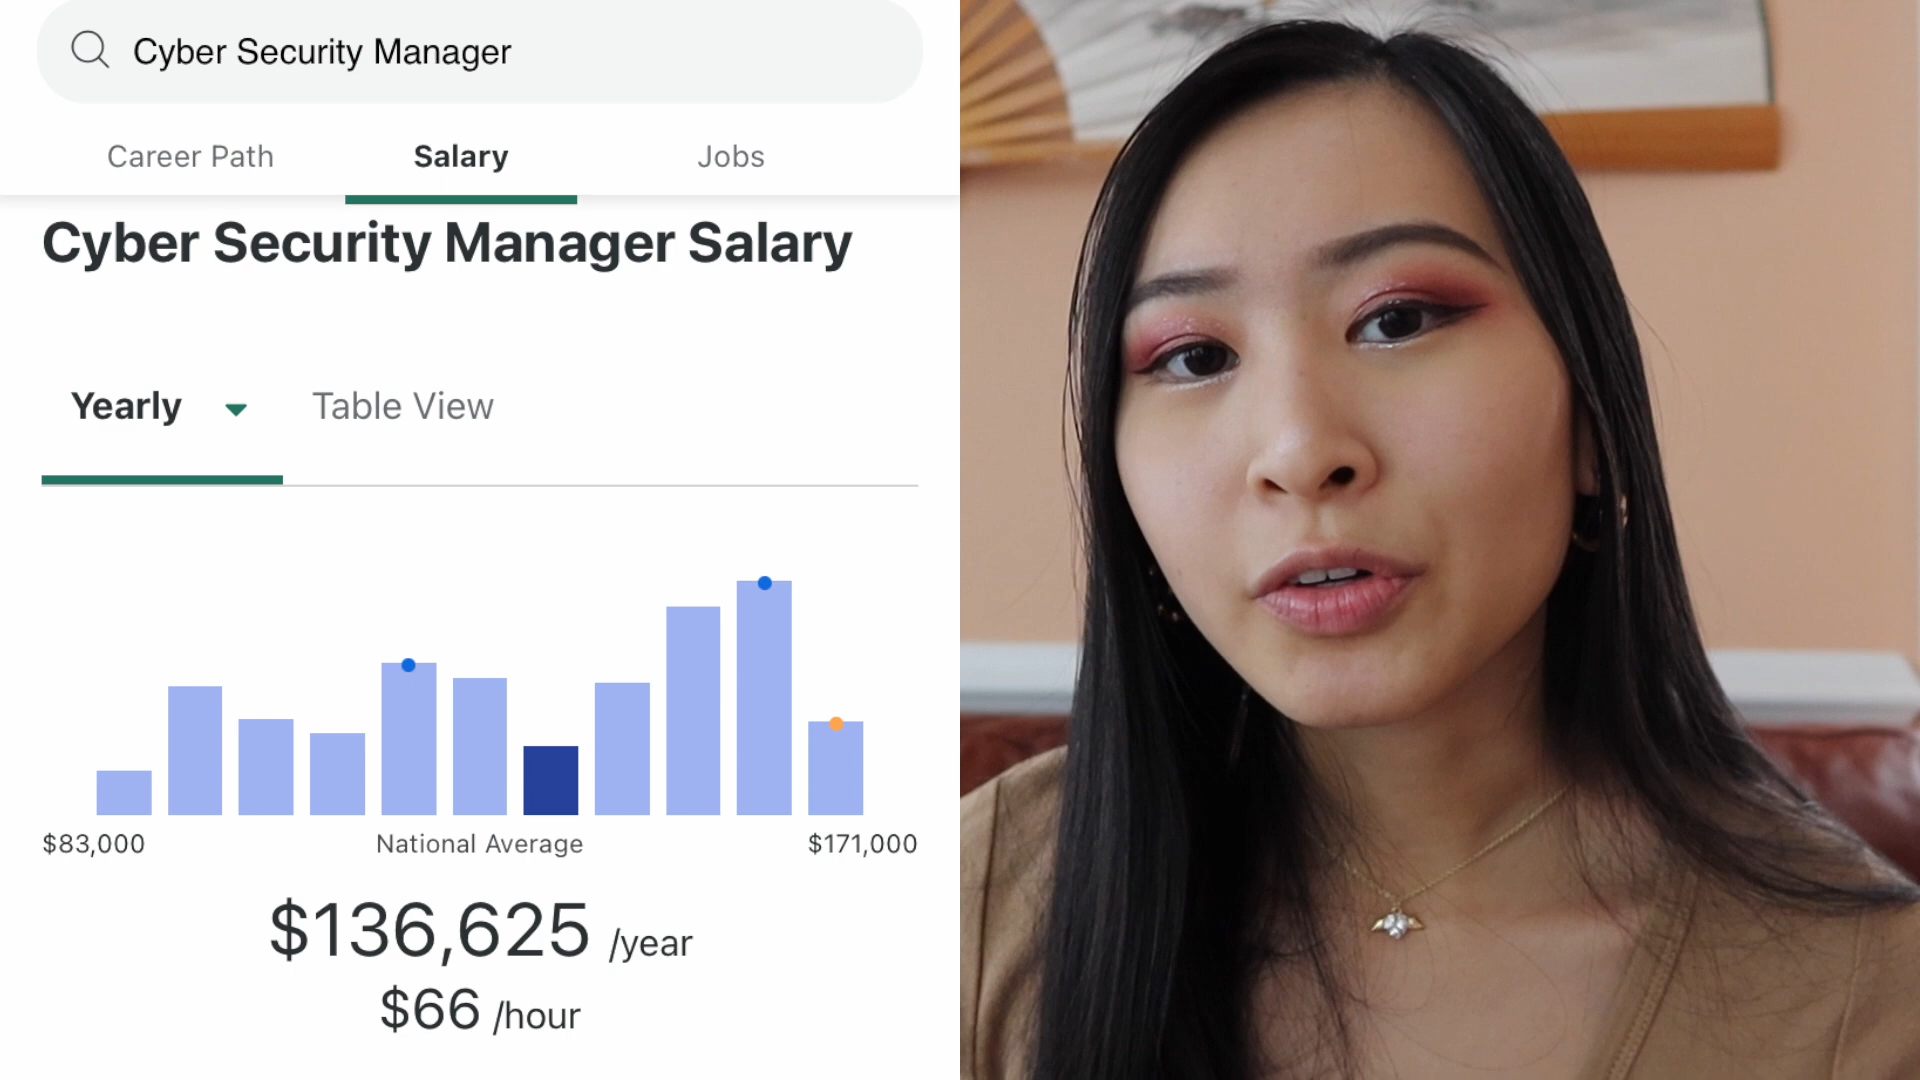 Cyber Security Manager
Career Path Salary Jobs
Cyber Security Manager Salary
Yearly Table View
$83,000 National Average $171,000
$136,625 /year
$66 /hour